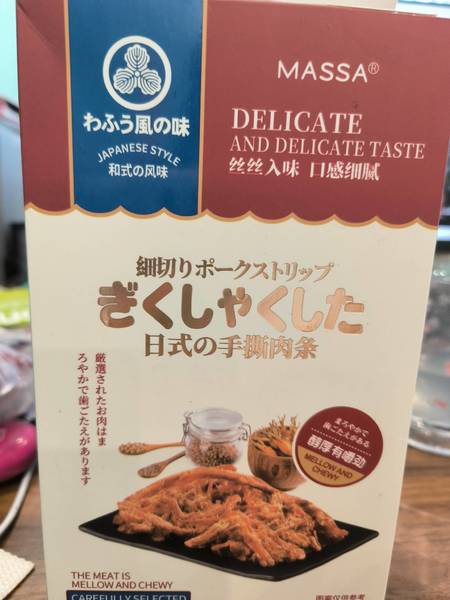 MASSA®
わふう風の味
JAPANESE STYLE
和式の风味
DELICATE
AND DELICATE TASTE
丝丝入味 口感细腻
細切りポークストリップ
ぎくしゃくした
日式の手撕肉条
厳選されたお肉はま
ろやかで歯ごたえがあります
まろやかで
歯ごたえがある
醇厚有嚼劲
MELLOW AND
CHEWY
THE MEAT IS
MELLOW AND CHEWY
CAREFULLY SELECTED
图案仅供参考